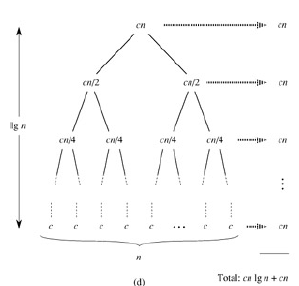 cn cn
cn/2 cn/2 cn
lg n
cn/4 cn/4 cn/4 cn/4 cn
⋮
c c c c c ... c c cn
n
Total: cn lg n + cn
(d)